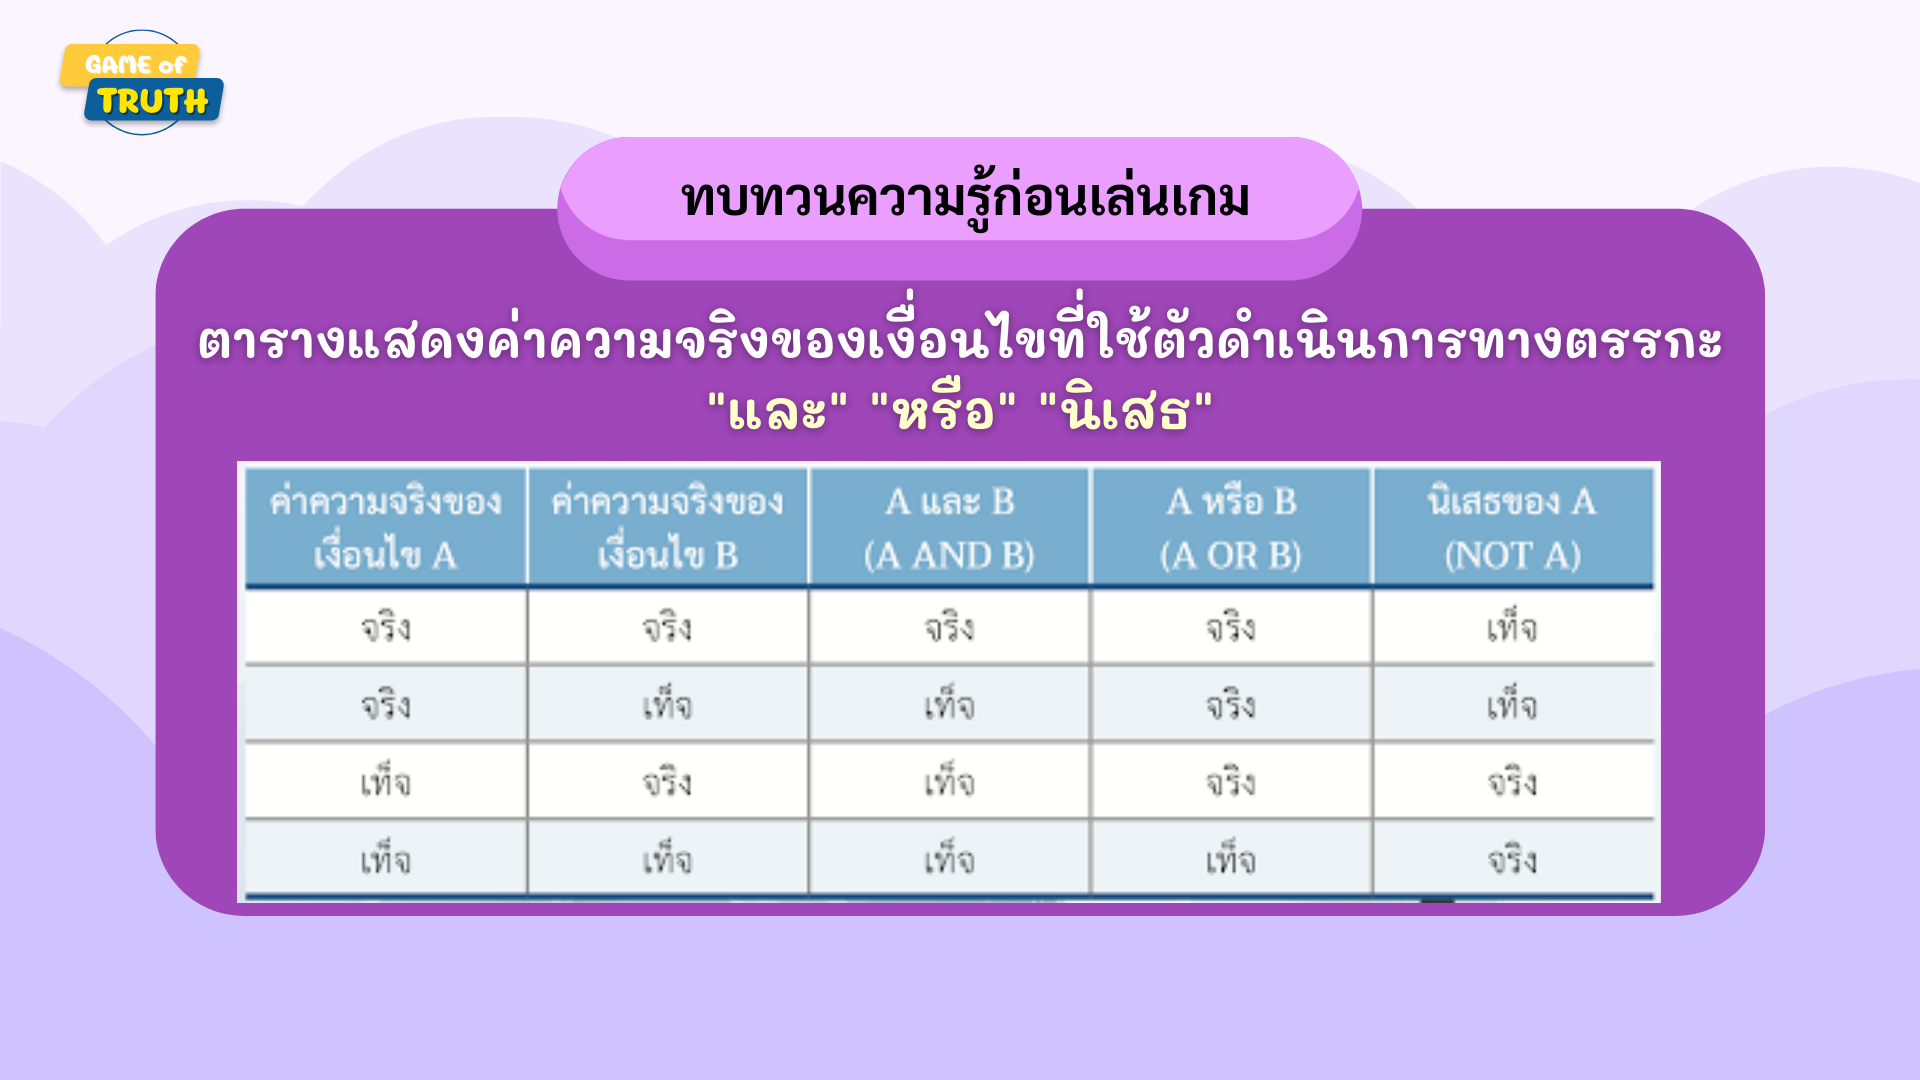 GAME of
TRUTH
ทบทวนความรู้ก่อนเล่นเกม
ตารางแสดงค่าความจริงของเงื่อนไขที่ใช้ตัวดำเนินการทางตรรกะ
"และ" "หรือ" "นิเสธ"
ค่าความจริงของ เงื่อนไข A ค่าความจริงของ เงื่อนไข B A และ B (A AND B) A หรือ B (A OR B) นิเสธของ A (NOT A)
จริง จริง จริง จริง เท็จ
จริง เท็จ เท็จ จริง เท็จ
เท็จ จริง เท็จ จริง จริง
เท็จ เท็จ เท็จ เท็จ จริง